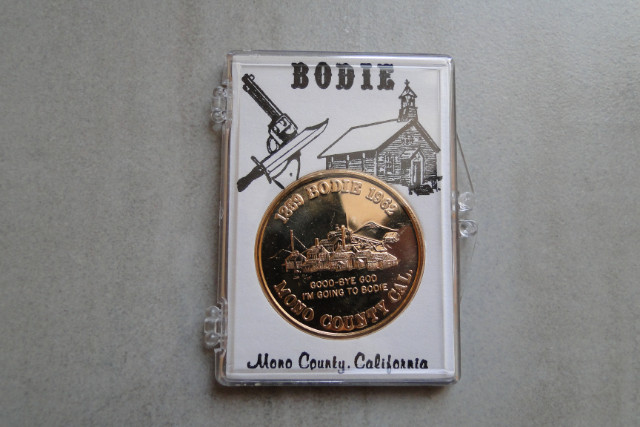 BODIE
1859 BODIE 1962
GOOD-BYE GOD
I'M GOING TO BODIE
MONO COUNTY CAL.
Mono County, California